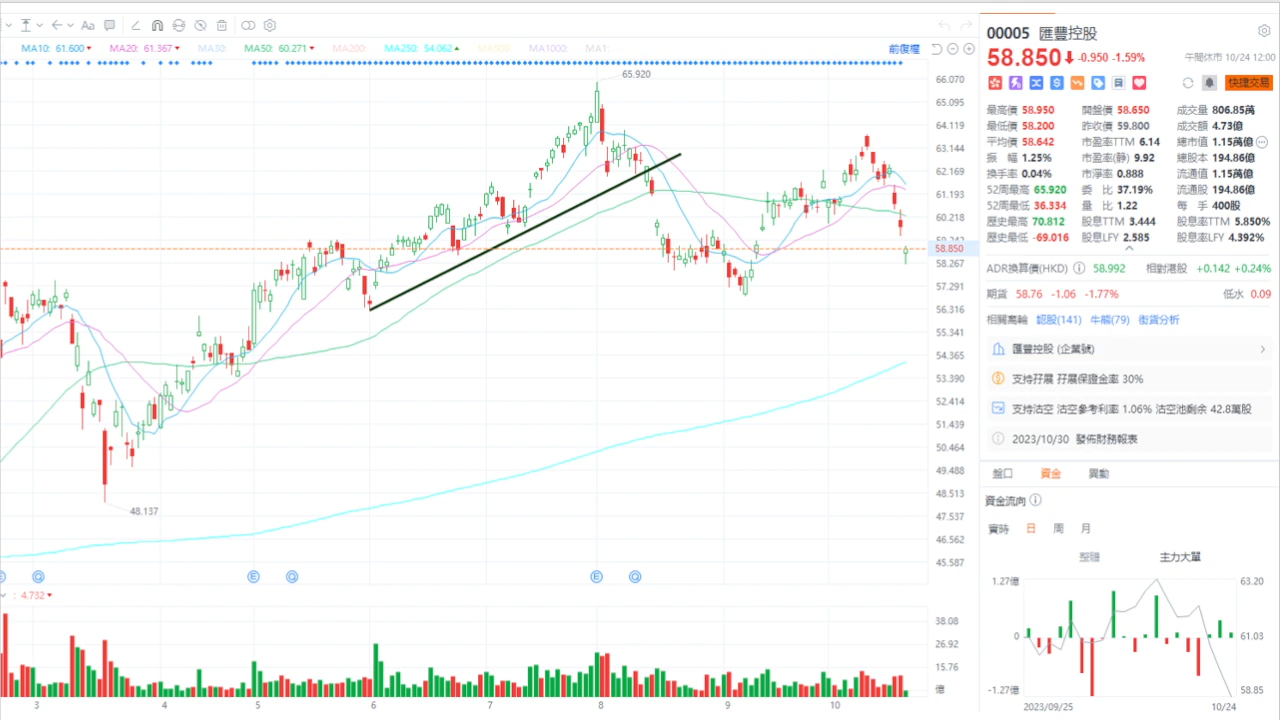 Aa
MA10: 61.600 MA20: 61.367 MA30: MA50: 60.271 MA200: MA250: 54.062 MA500: MA1000: MA1: 前復權
65.920
48.137
66.070
65.095
64.119
63.144
62.169
61.193
60.218
59.242
58.850
58.267
57.291
56.316
55.341
54.365
53.390
52.414
51.439
50.464
49.488
48.513
47.537
46.562
45.587
E Q E Q E Q
: 4.732
38.08
26.92
15.76
億
3 4 5 6 7 8 9 10
00005 匯豐控股
58.850 -0.950 -1.59% 午間休市 10/24 12:00
快捷交易
最高價 58.950 開盤價 58.650 成交量 806.85萬
最低價 58.200 昨收價 59.800 成交額 4.73億
平均價 58.642 市盈率TTM 6.14 總市值 1.15萬億
振 幅 1.25% 市盈率(靜) 9.92 總股本 194.86億
換手率 0.04% 市淨率 0.888 流通值 1.15萬億
52周最高 65.920 委 比 37.19% 流通股 194.86億
52周最低 36.334 量 比 1.22 每 手 400股
歷史最高 70.812 股息TTM 3.444 股息率TTM 5.850%
歷史最低 -69.016 股息LFY 2.585 股息率LFY 4.392%
ADR換算價(HKD) 58.992 相對港股 +0.142 +0.24%
期貨 58.76 -1.06 -1.77% 低水 0.09
相關窩輪 認股(141) 牛熊(79) 街貨分析
匯豐控股 (企業號)
支持孖展 孖展保證金率 30%
支持沽空 沽空參考利率 1.06% 沽空池剩余 42.8萬股
2023/10/30 發佈財務報表
盤口 資金 異動
資金流向
實時 日 周 月
整體 主力大單
1.27億 63.20
0 61.03
-1.27億 58.85
2023/09/25 10/24